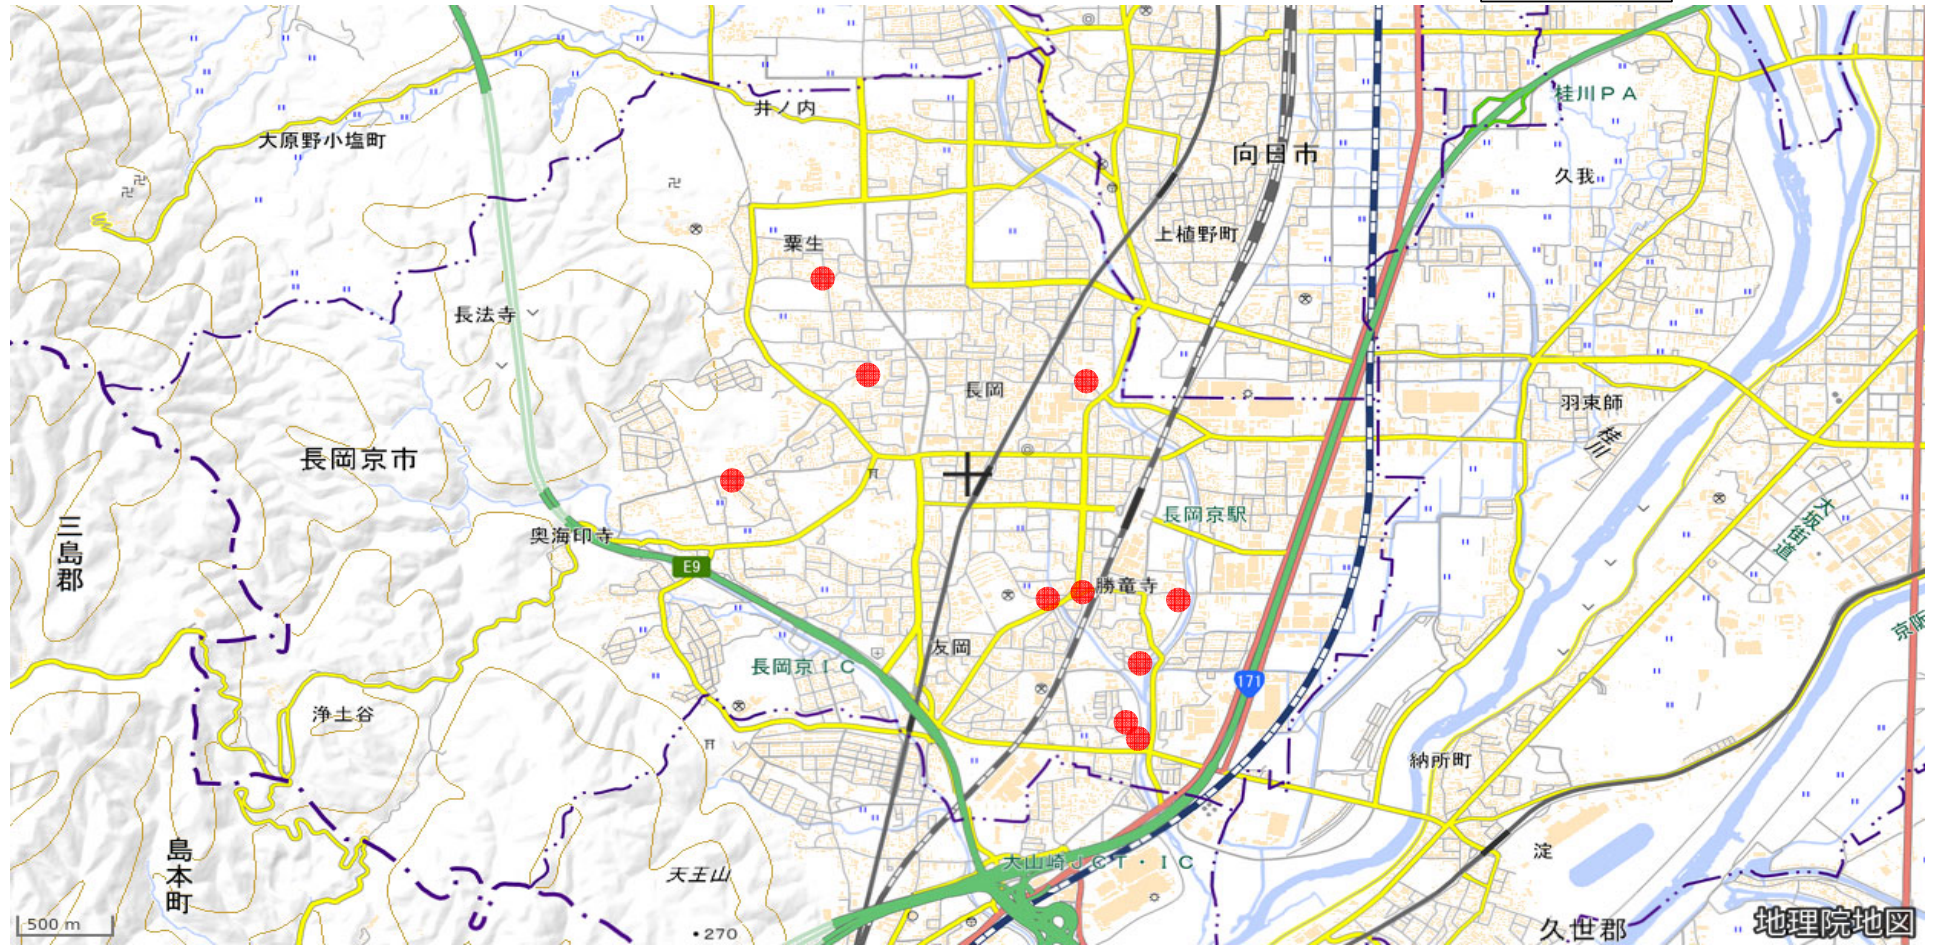 井ノ内
桂川PA
大原野小塩町
向日市
久我
粟生
上植野町
長法寺
長岡
羽束師
桂川
長岡京市
大坂街道
長岡京駅
三島郡
奥海印寺
E9
勝竜寺
京阪
友岡
長岡京IC
171
浄土谷
納所町
島本町
天王山
大山崎JCT・IC
淀
500 m
・270
久世郡
地理院地図